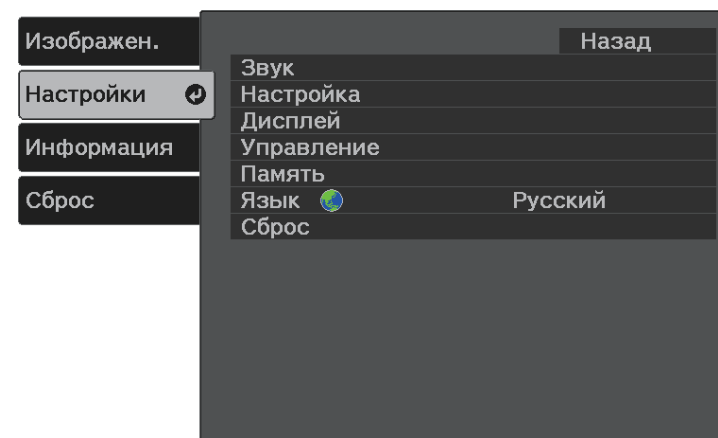 Изображен.
Настройки
Информация
Сброс
Назад
Звук
Настройка
Дисплей
Управление
Память
Язык Русский
Сброс